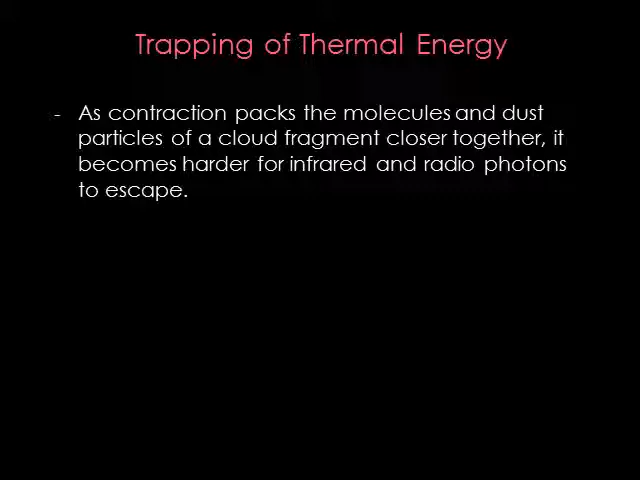 Trapping of Thermal Energy
- As contraction packs the molecules and dust
particles of a cloud fragment closer together, it
becomes harder for infrared and radio photons
to escape.